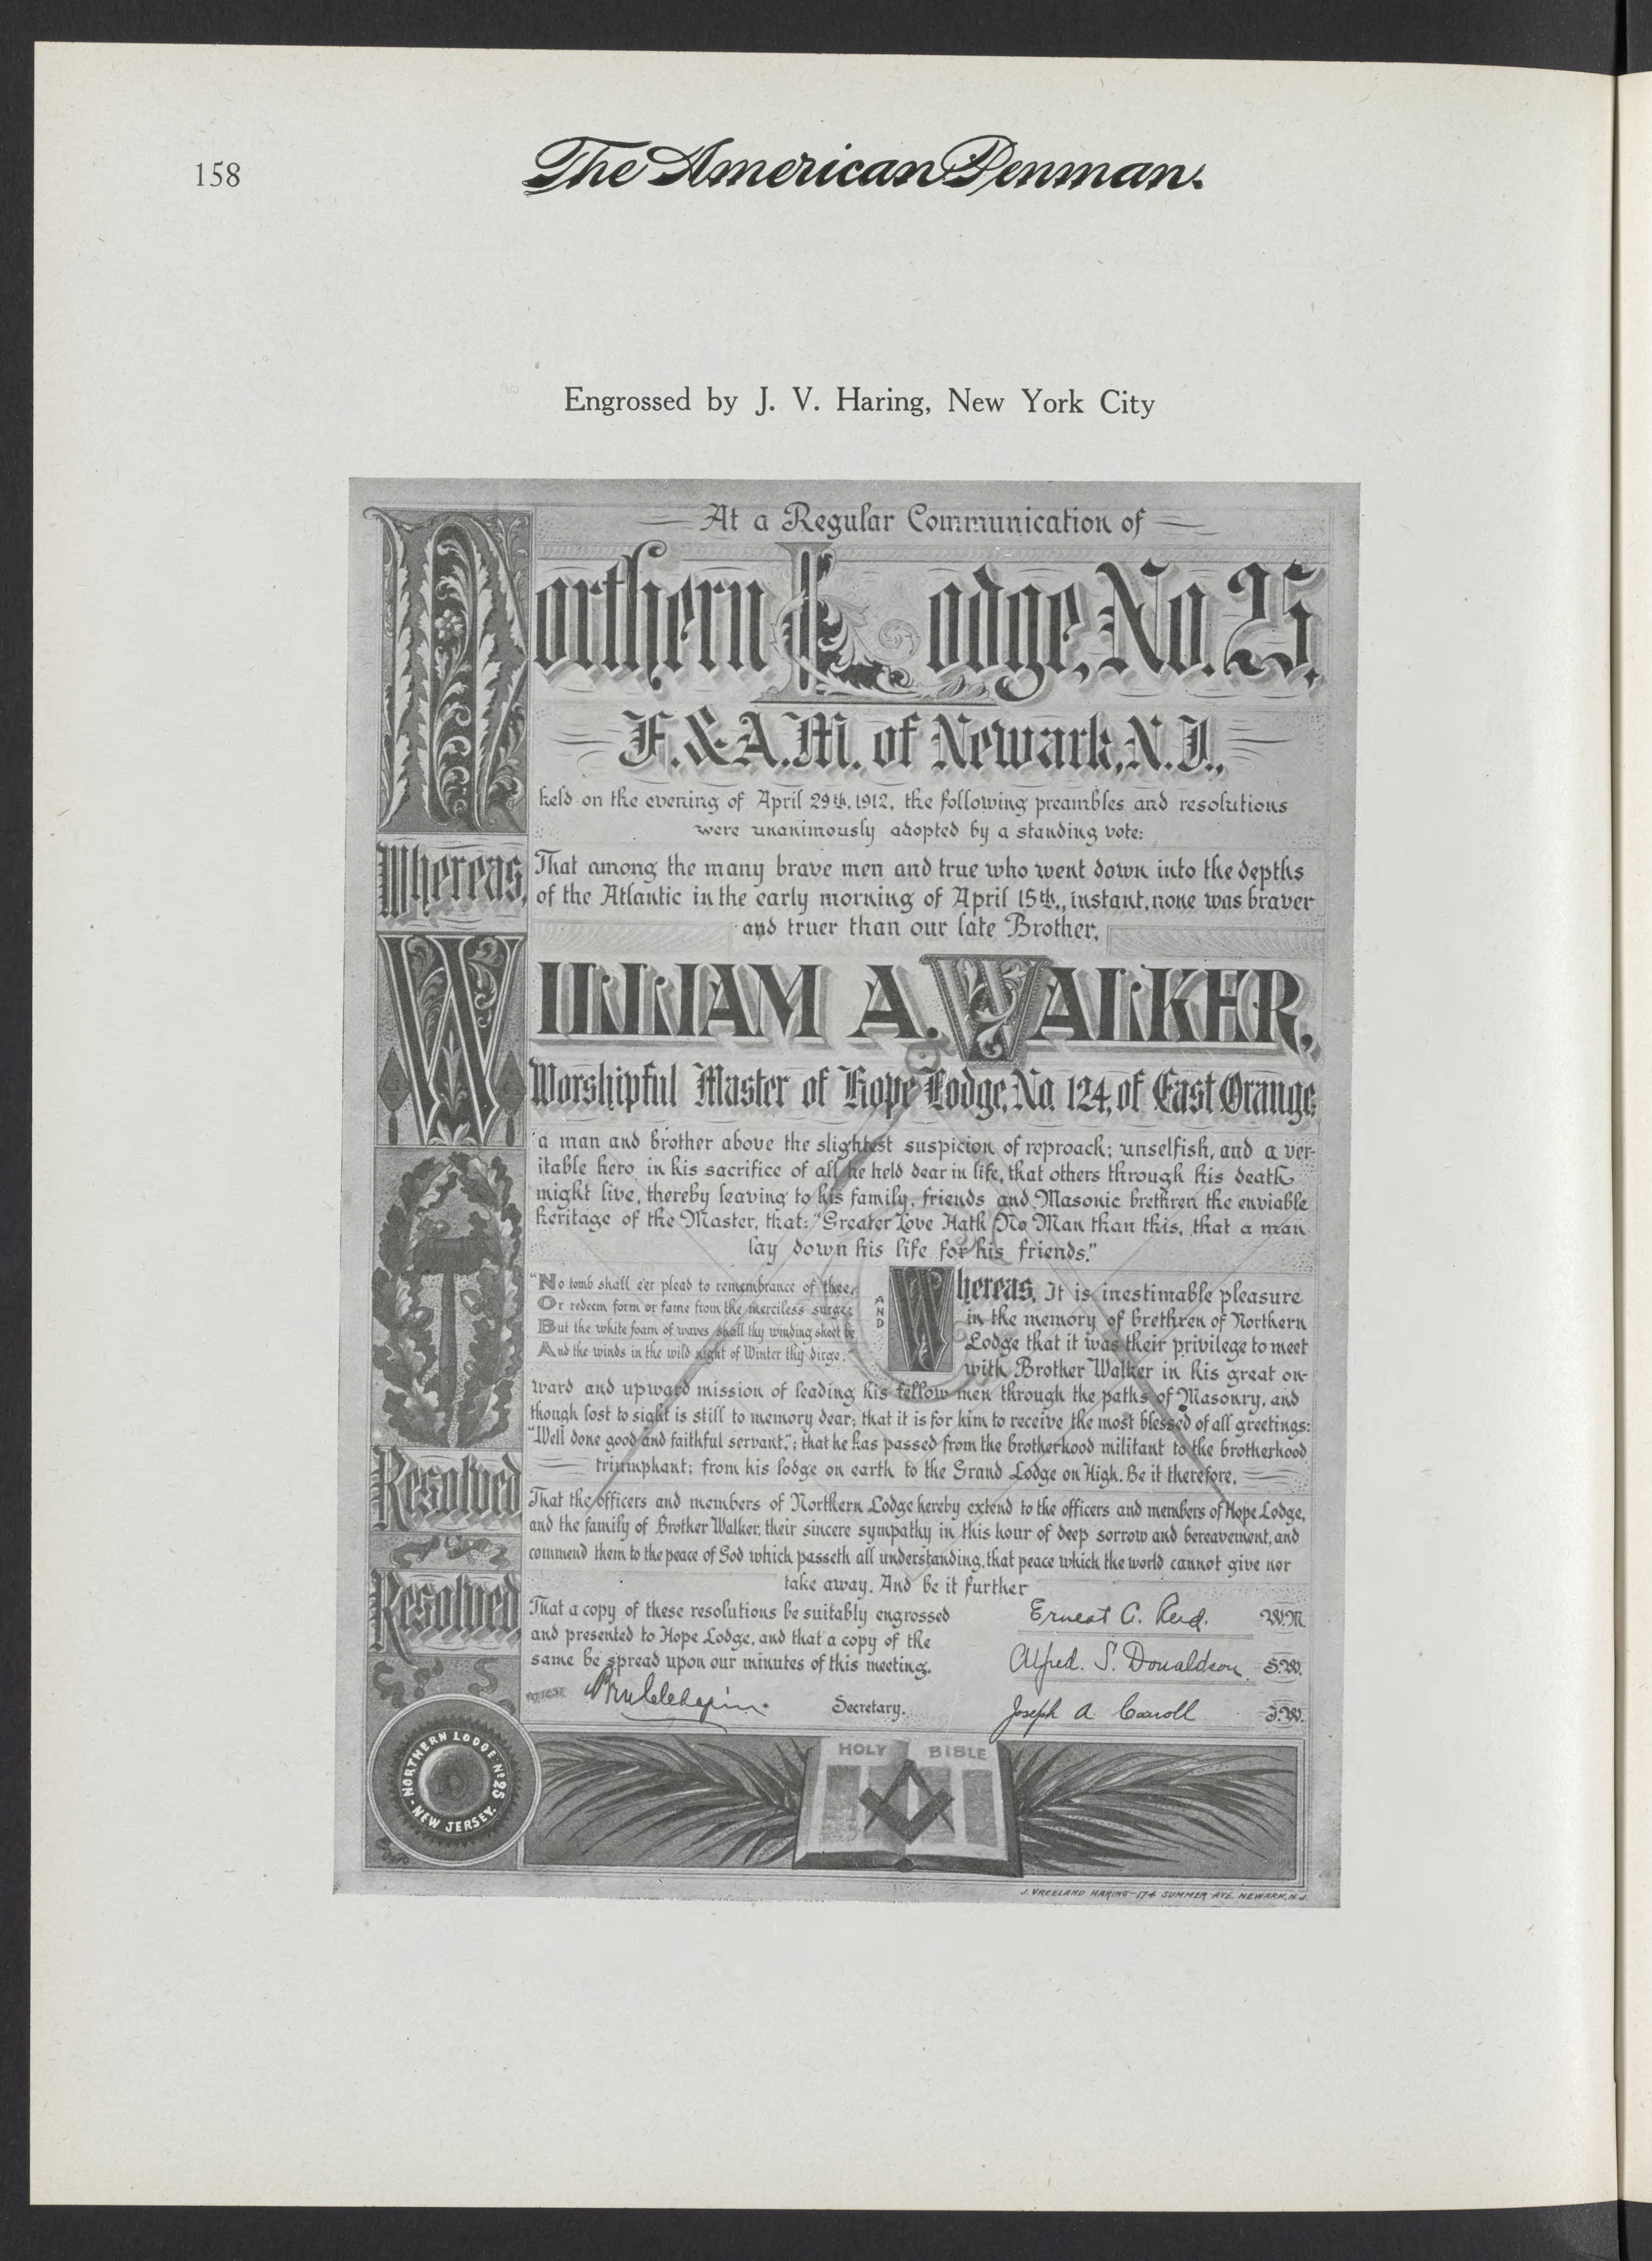 158
The American Penman.
Engrossed by J. V. Haring, New York City
At a Regular Communication of
Northern Lodge, No. 25,
F. & A. M. of Newark, N. J.,
held on the evening of April 29th, 1912, the following preambles and resolutions
were unanimously adopted by a standing vote:
Whereas, That among the many brave men and true who went down into the depths
of the Atlantic in the early morning of April 15th., instant, none was braver
and truer than our late Brother,
WILLIAM A. WALKER,
Worshipful Master of Hope Lodge, No. 124, of East Orange,
a man and brother above the slightest suspicion of reproach; unselfish, and a ver-
itable hero in his sacrifice of all he held dear in life, that others through his death
might live, thereby leaving to his family, friends and Masonic brethren the enviable
heritage of the Master, that: "Greater Love Hath No Man than this, that a man
lay down his life for his friends."
"No tomb shall e'er plead to remembrance of thee,
Or redeem form or fame from the merciless surge;
But the white foam of waves shall thy winding sheet be
And the winds in the wild night of Winter thy dirge."
AND
Whereas, It is inestimable pleasure
in the memory of brethren of Northern
Lodge that it was their privilege to meet
with Brother Walker in his great on-
ward and upward mission of leading his fellow men through the paths of Masonry, and
though lost to sight is still to memory dear; that it is for him to receive the most blessed of all greetings:
"Well done good and faithful servant,"; that he has passed from the brotherhood militant to the brotherhood
triumphant; from his lodge on earth to the Grand Lodge on High. Be it therefore,
Resolved That the officers and members of Northern Lodge hereby extend to the officers and members of Hope Lodge,
and the family of Brother Walker, their sincere sympathy in this hour of deep sorrow and bereavement, and
commend them to the peace of God which passeth all understanding, that peace which the world cannot give nor
take away. And be it further
Resolved That a copy of these resolutions be suitably engrossed
and presented to Hope Lodge, and that a copy of the
same be spread upon our minutes of this meeting.
Ernest C. Reid. W.M.
Alfred. S. Donaldson S.W.
Joseph A Carroll J.W.
ATTEST Secretary.
NORTHERN LODGE Nº 25
NEW JERSEY.
HOLY BIBLE
G
J. VREELAND HARING—174 SUMMER AVE. NEWARK, N.J.